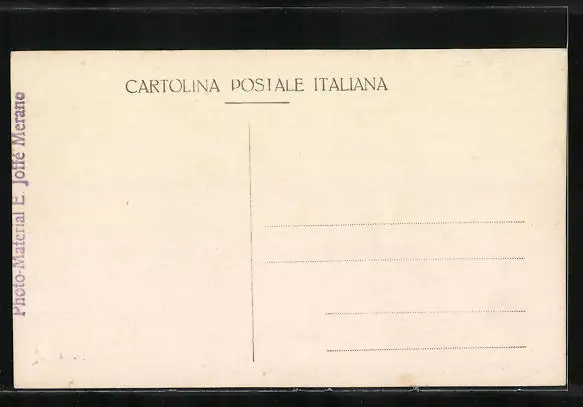 CARTOLINA POSTALE ITALIANA
Photo-Material E. Joffé Merano